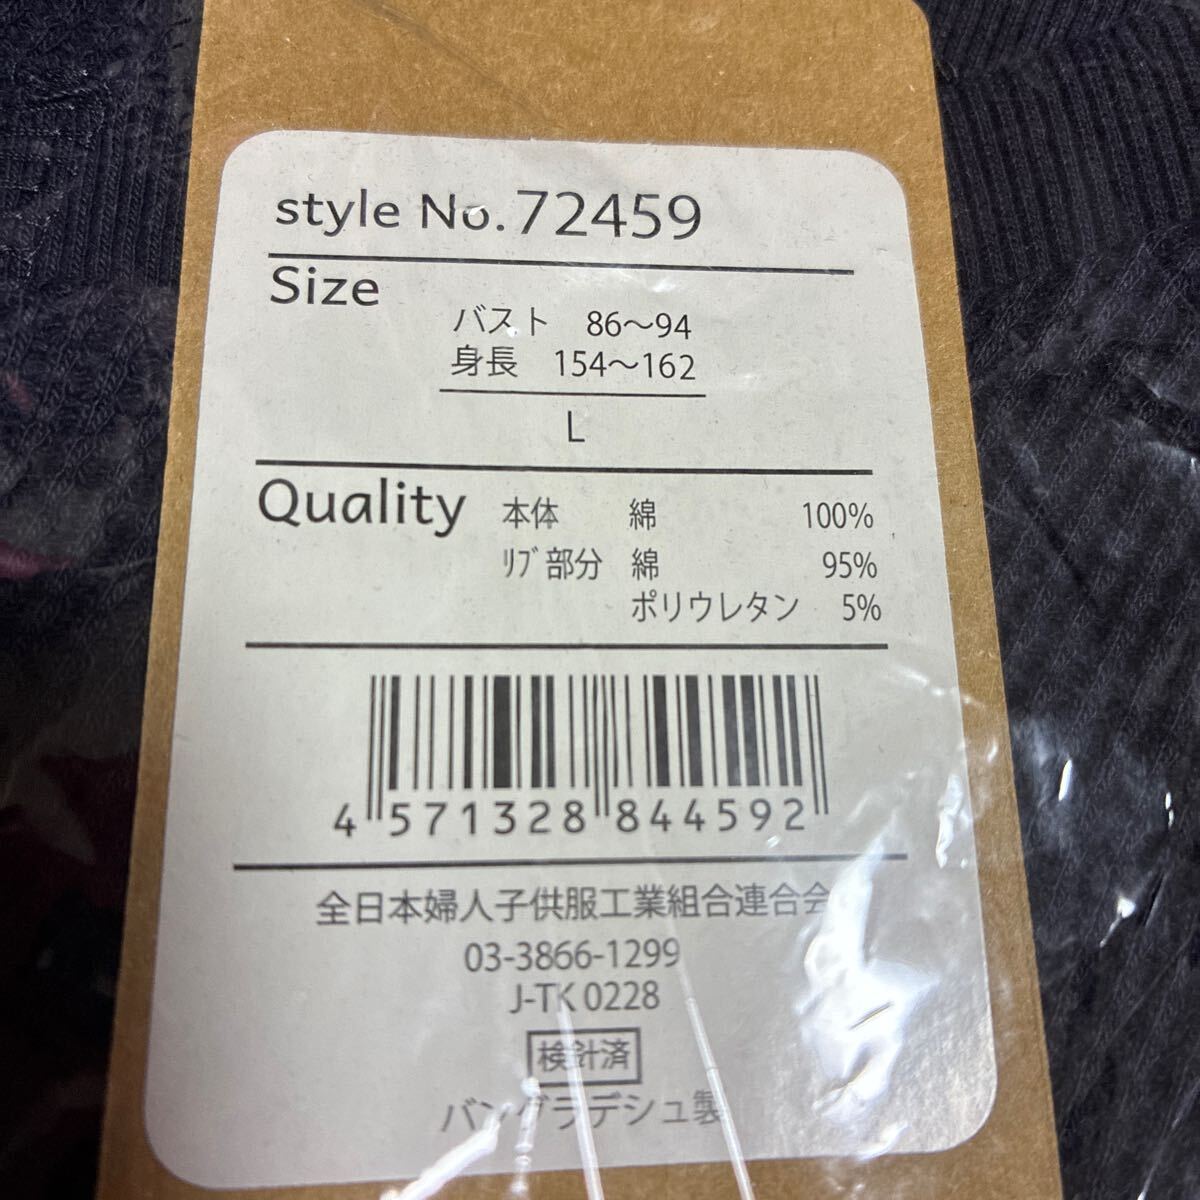 style No.72459
Size
バスト 86〜94
身長 154〜162
L
Quality 本体 綿 100%
ﾘﾌﾞ部分 綿 95%
ポリウレタン 5%
4 571328 844592
全日本婦人子供服工業組合連合会
03-3866-1299
J-TK 0228
検針済
バングラデシュ製